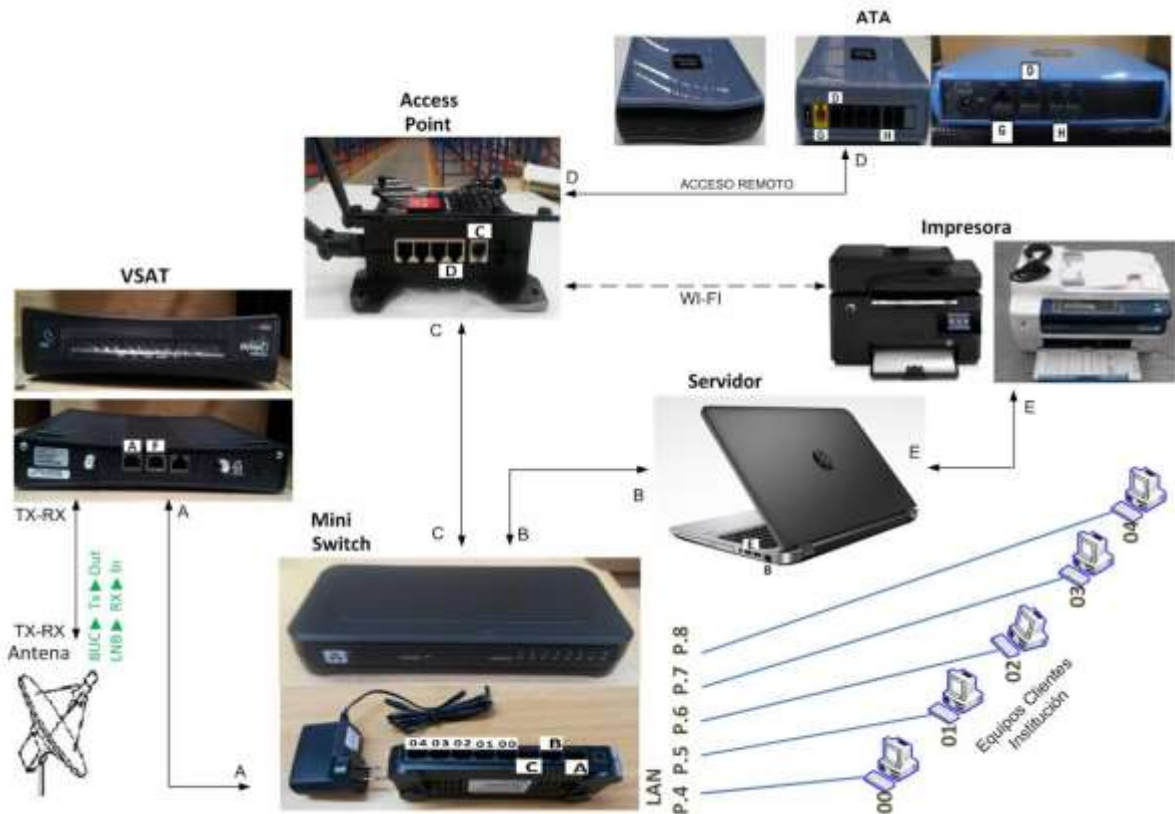 ATA
D
G
H
D
G
H
Access
Point
C
D
D
ACCESO REMOTO
D
Impresora
WI-FI
VSAT
A F
TX-RX
A
BUC ▶ Tx ▶ Out
LNB ▶ RX ▶ In
TX-RX
Antena
A
C
C
B
B
Servidor
E
E
B
E
Mini
Switch
04 03 02 01 00
B
C
A
LAN
P.4 P.5 P.6 P.7 P.8
00
01
02
03
04
Equipos Clientes
Institución